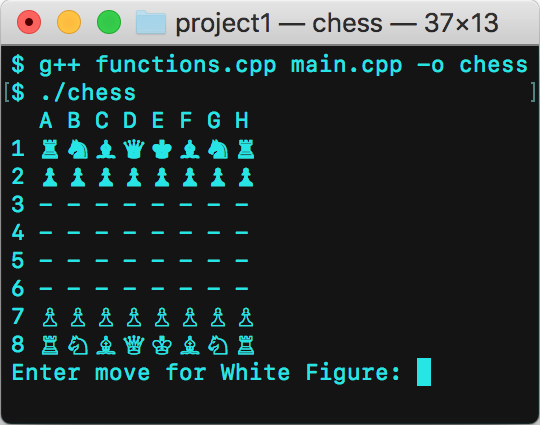 project1 — chess — 37×13
$ g++ functions.cpp main.cpp -o chess
[$ ./chess ]
A B C D E F G H
1 ♜ ♞ ♝ ♛ ♚ ♝ ♞ ♜
2 ♟ ♟ ♟ ♟ ♟ ♟ ♟ ♟
3 - - - - - - - -
4 - - - - - - - -
5 - - - - - - - -
6 - - - - - - - -
7 ♙ ♙ ♙ ♙ ♙ ♙ ♙ ♙
8 ♖ ♘ ♗ ♕ ♔ ♗ ♘ ♖
Enter move for White Figure: